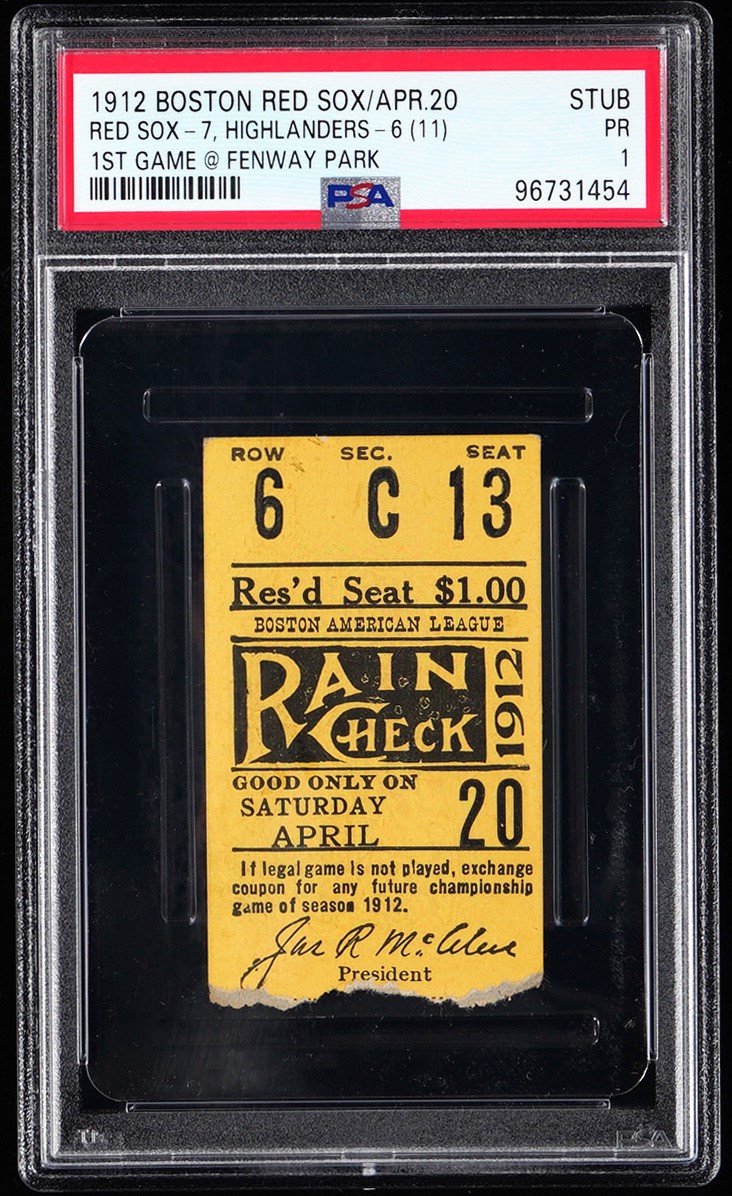 1912 BOSTON RED SOX/APR.20 STUB
RED SOX-7, HIGHLANDERS-6 (11) PR
1ST GAME @ FENWAY PARK 1
PSA 96731454
ROW SEC. SEAT
6 C 13
Res'd Seat $1.00
BOSTON AMERICAN LEAGUE
RAIN CHECK 1912
GOOD ONLY ON
SATURDAY
APRIL 20
If legal game is not played, exchange
coupon for any future championship
game of season 1912.
Jas R McAleer
President
PSA